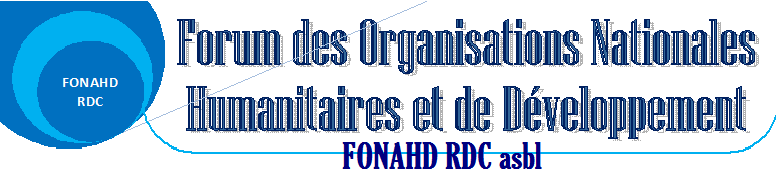 FONAHD
RDC
Forum des Organisations Nationales
Humanitaires et de Développement
FONAHD RDC asbl